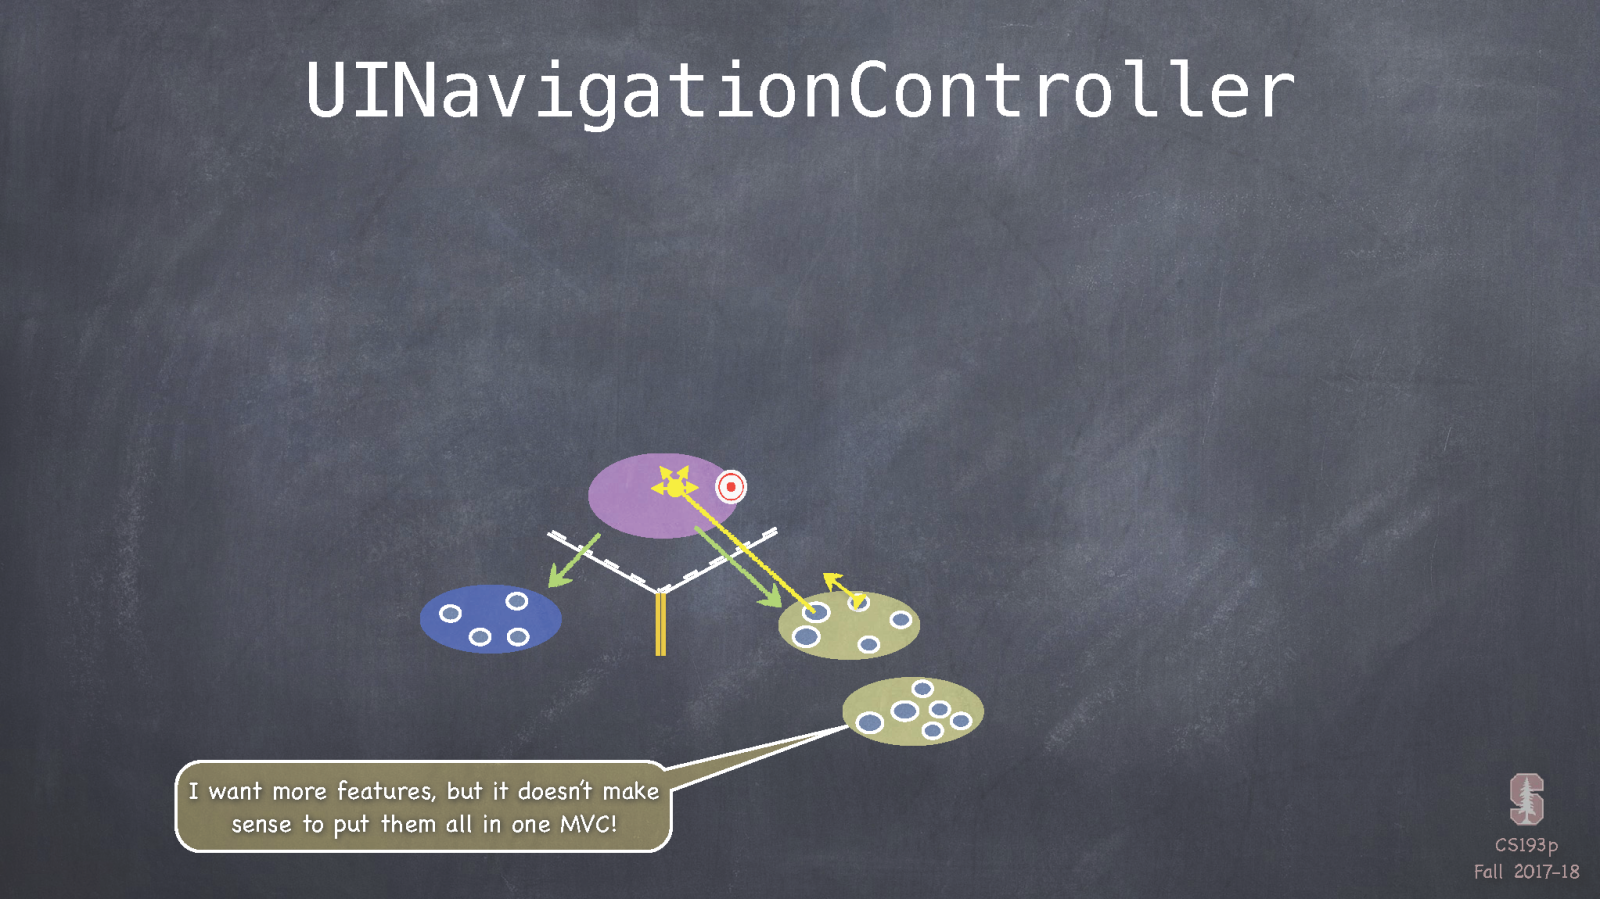 UINavigationController
I want more features, but it doesn't make
sense to put them all in one MVC!
CS193p
Fall 2017-18